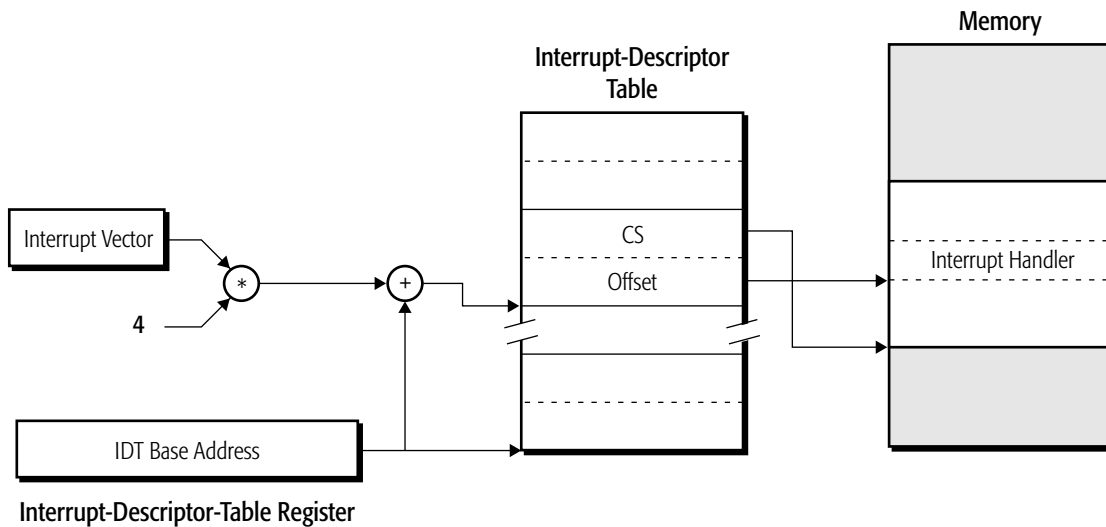 Memory
Interrupt-Descriptor
Table
Interrupt Vector
*
4
+
CS
Offset
Interrupt Handler
IDT Base Address
Interrupt-Descriptor-Table Register